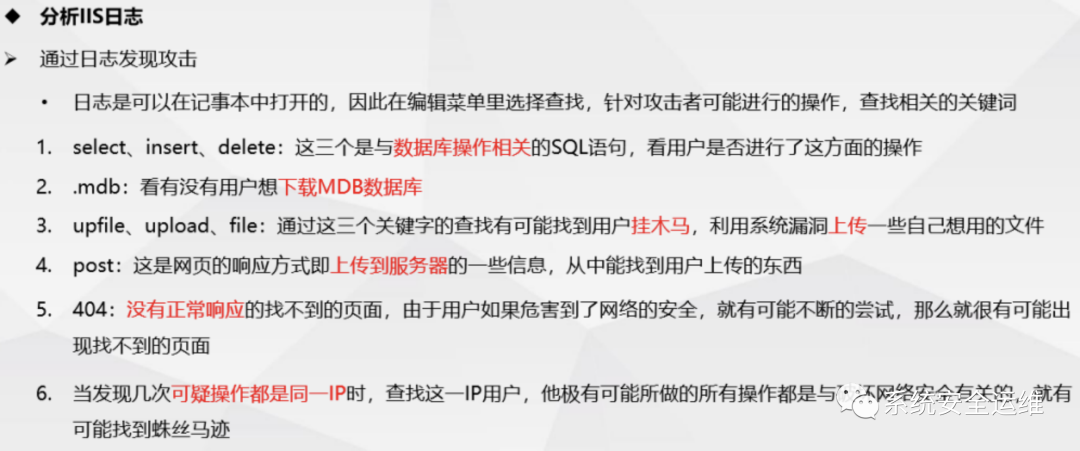 ◆ 分析IIS日志
➢ 通过日志发现攻击
• 日志是可以在记事本中打开的，因此在编辑菜单里选择查找，针对攻击者可能进行的操作，查找相关的关键词
1. select、insert、delete：这三个是与数据库操作相关的SQL语句，看用户是否进行了这方面的操作
2. .mdb：看有没有用户想下载MDB数据库
3. upfile、upload、file：通过这三个关键字的查找有可能找到用户挂木马，利用系统漏洞上传一些自己想用的文件
4. post：这是网页的响应方式即上传到服务器的一些信息，从中能找到用户上传的东西
5. 404：没有正常响应的找不到的页面，由于用户如果危害到了网络的安全，就有可能不断的尝试，那么就很有可能出
现找不到的页面
6. 当发现几次可疑操作都是同一IP时，查找这一IP用户，他极有可能所做的所有操作都是与网络安全有关的，就有
可能找到蛛丝马迹
系统安全运维